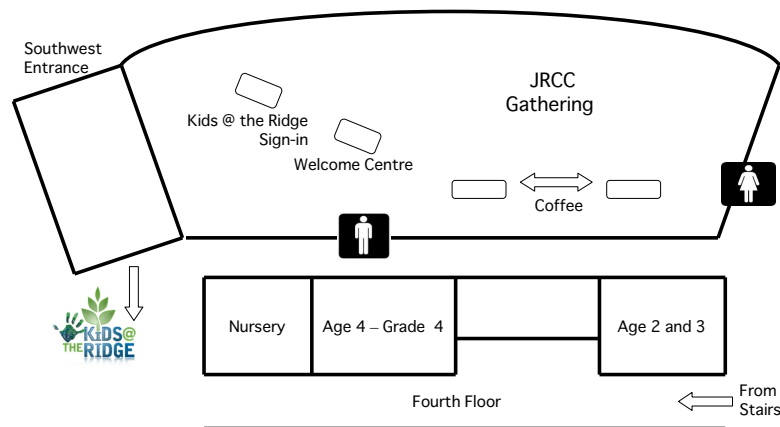 Southwest
Entrance
JRCC
Gathering
Kids @ the Ridge
Sign-in
Welcome Centre
Coffee
KiDS@
THE RIDGE
Nursery
Age 4 – Grade 4
Age 2 and 3
Fourth Floor
From
Stairs